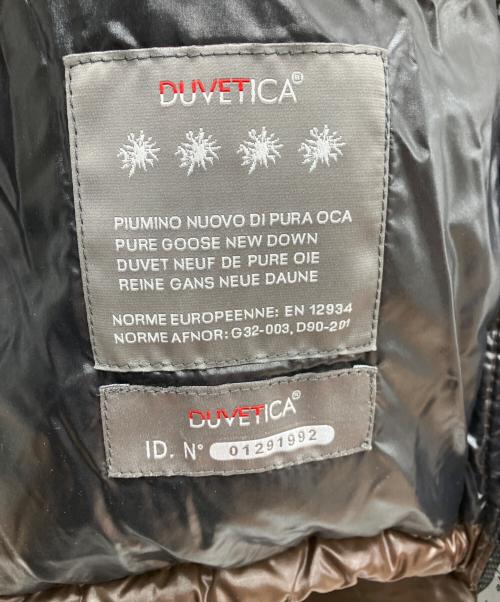 DUVETICA®
PIUMINO NUOVO DI PURA OCA
PURE GOOSE NEW DOWN
DUVET NEUF DE PURE OIE
REINE GANS NEUE DAUNE
NORME EUROPEENNE: EN 12934
NORME AFNOR: G32-003, D90-201
DUVETICA®
ID. N° 01291992